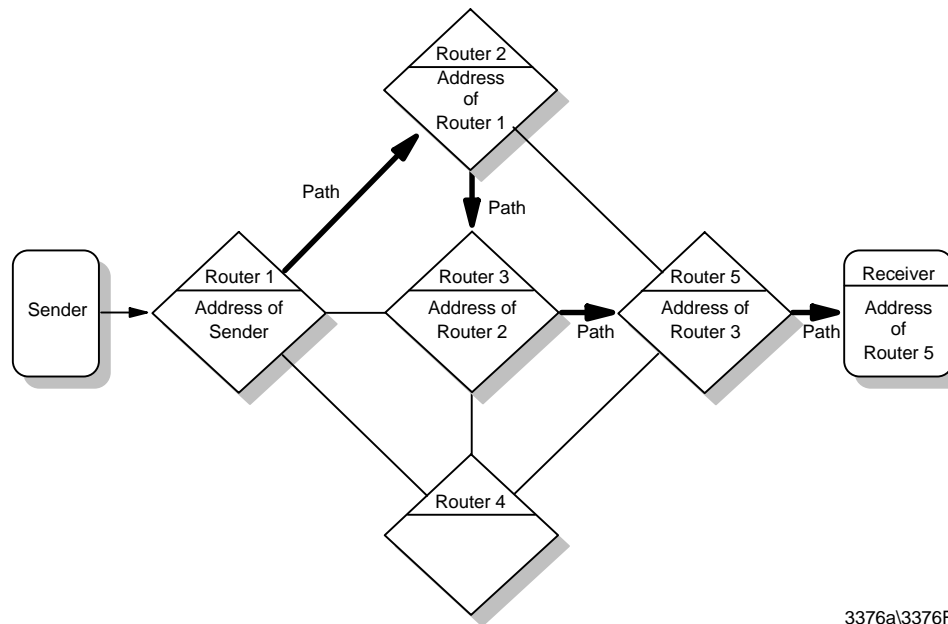 Router 2
Address
of
Router 1
Path
Path
Sender
Router 1
Address of
Sender
Router 3
Address of
Router 2
Path
Router 5
Address of
Router 3
Path
Receiver
Address
of
Router 5
Router 4